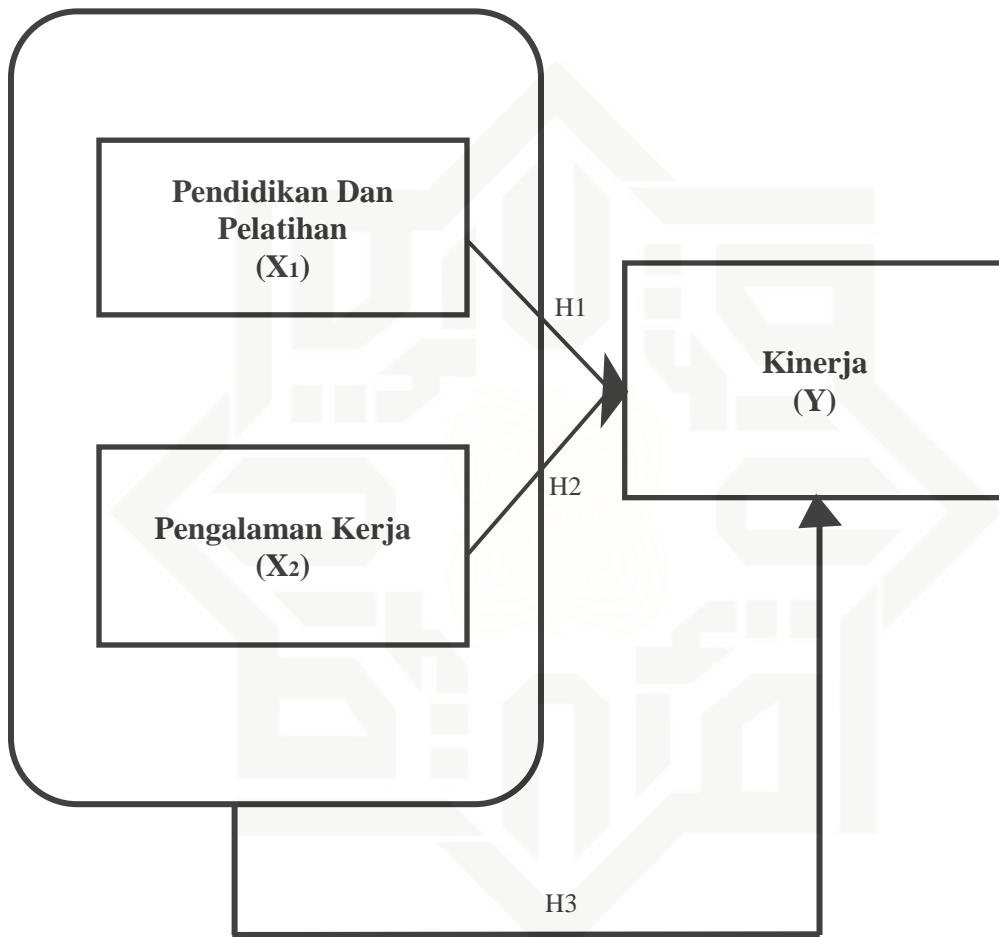 Pendidikan Dan
Pelatihan
(X1)
H1
Kinerja
(Y)
H2
Pengalaman Kerja
(X2)
H3